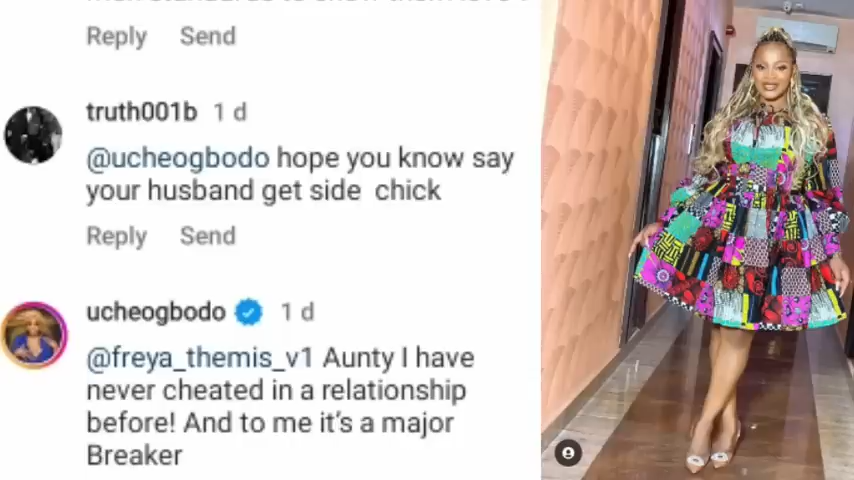 Reply Send
truth001b 1 d
@ucheogbodo hope you know say
your husband get side chick
Reply Send
ucheogbodo 1 d
@freya_themis_v1 Aunty I have
never cheated in a relationship
before! And to me it's a major
Breaker